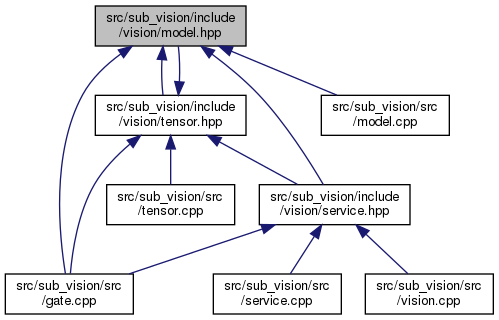 src/sub_vision/include
/vision/model.hpp
src/sub_vision/include
/vision/tensor.hpp
src/sub_vision/src
/model.cpp
src/sub_vision/src
/tensor.cpp
src/sub_vision/include
/vision/service.hpp
src/sub_vision/src
/gate.cpp
src/sub_vision/src
/service.cpp
src/sub_vision/src
/vision.cpp